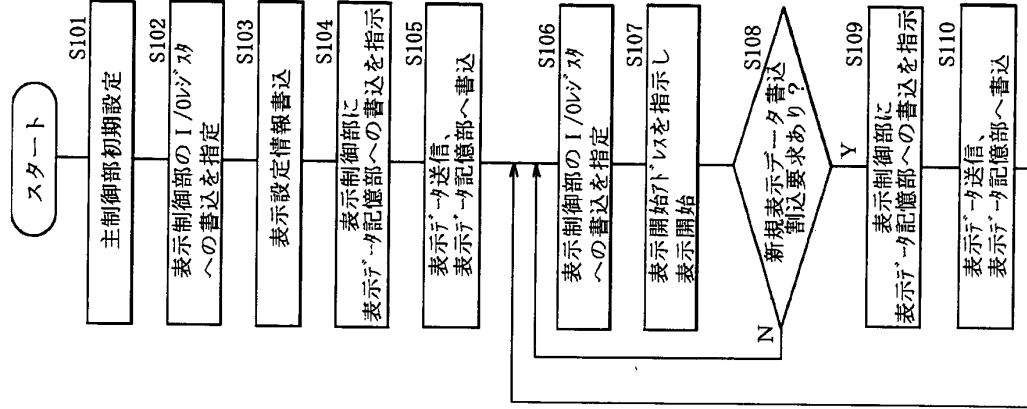 スタート
S101
主制御部初期設定
S102
表示制御部のI/Oレジスタ
への書込を指定
S103
表示設定情報書込
S104
表示制御部に
表示データ記憶部への書込を指示
S105
表示データ送信、
表示データ記憶部へ書込
S106
表示制御部のI/Oレジスタ
への書込を指定
S107
表示開始アドレスを指示し
表示開始
S108
新規表示データ書込
割込要求あり?
N
Y
S109
表示制御部に
表示データ記憶部への書込を指示
S110
表示データ送信、
表示データ記憶部へ書込